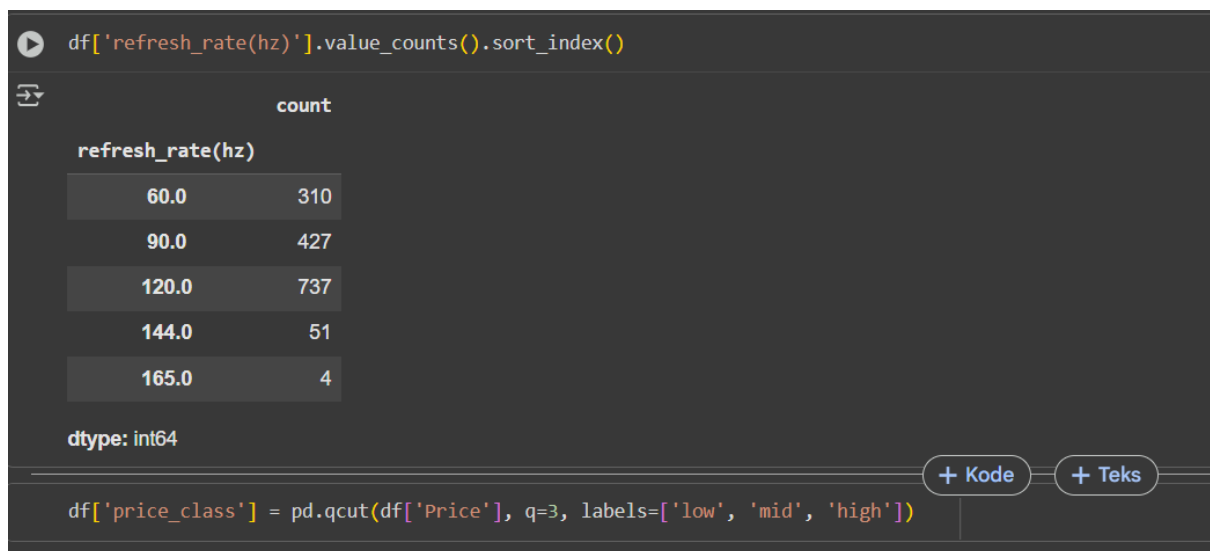 df['refresh_rate(hz)'].value_counts().sort_index()
count
refresh_rate(hz)
60.0 310
90.0 427
120.0 737
144.0 51
165.0 4
dtype: int64
+ Kode + Teks
df['price_class'] = pd.qcut(df['Price'], q=3, labels=['low', 'mid', 'high'])